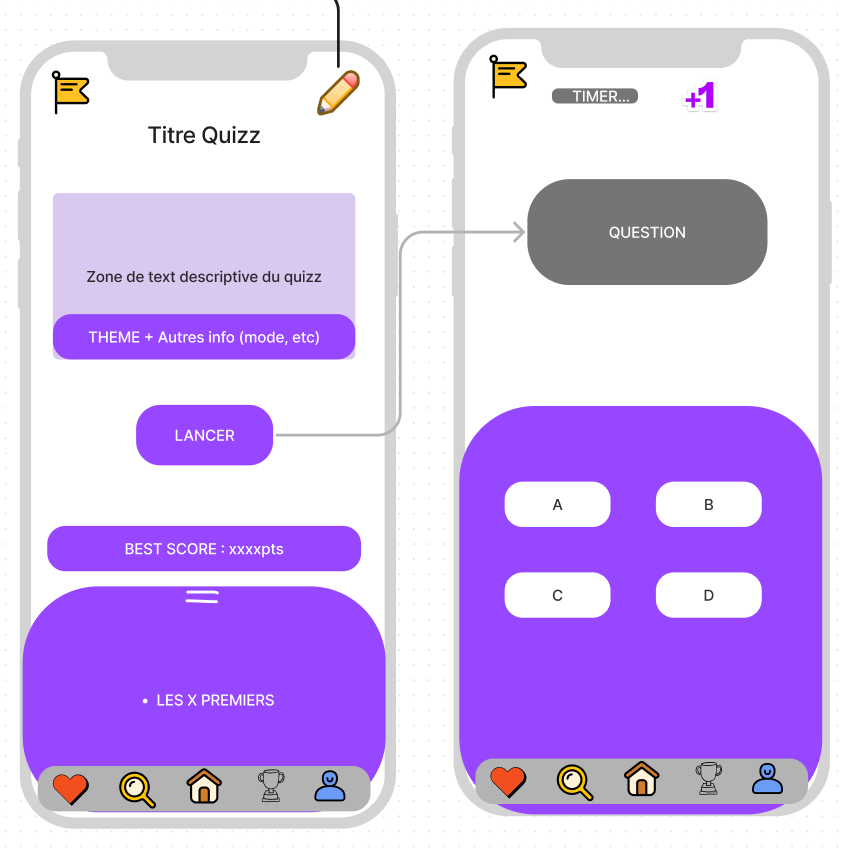 Titre Quizz
Zone de text descriptive du quizz
THEME + Autres info (mode, etc)
LANCER
BEST SCORE : xxxxpts
• LES X PREMIERS
TIMER...
+1
QUESTION
A
B
C
D